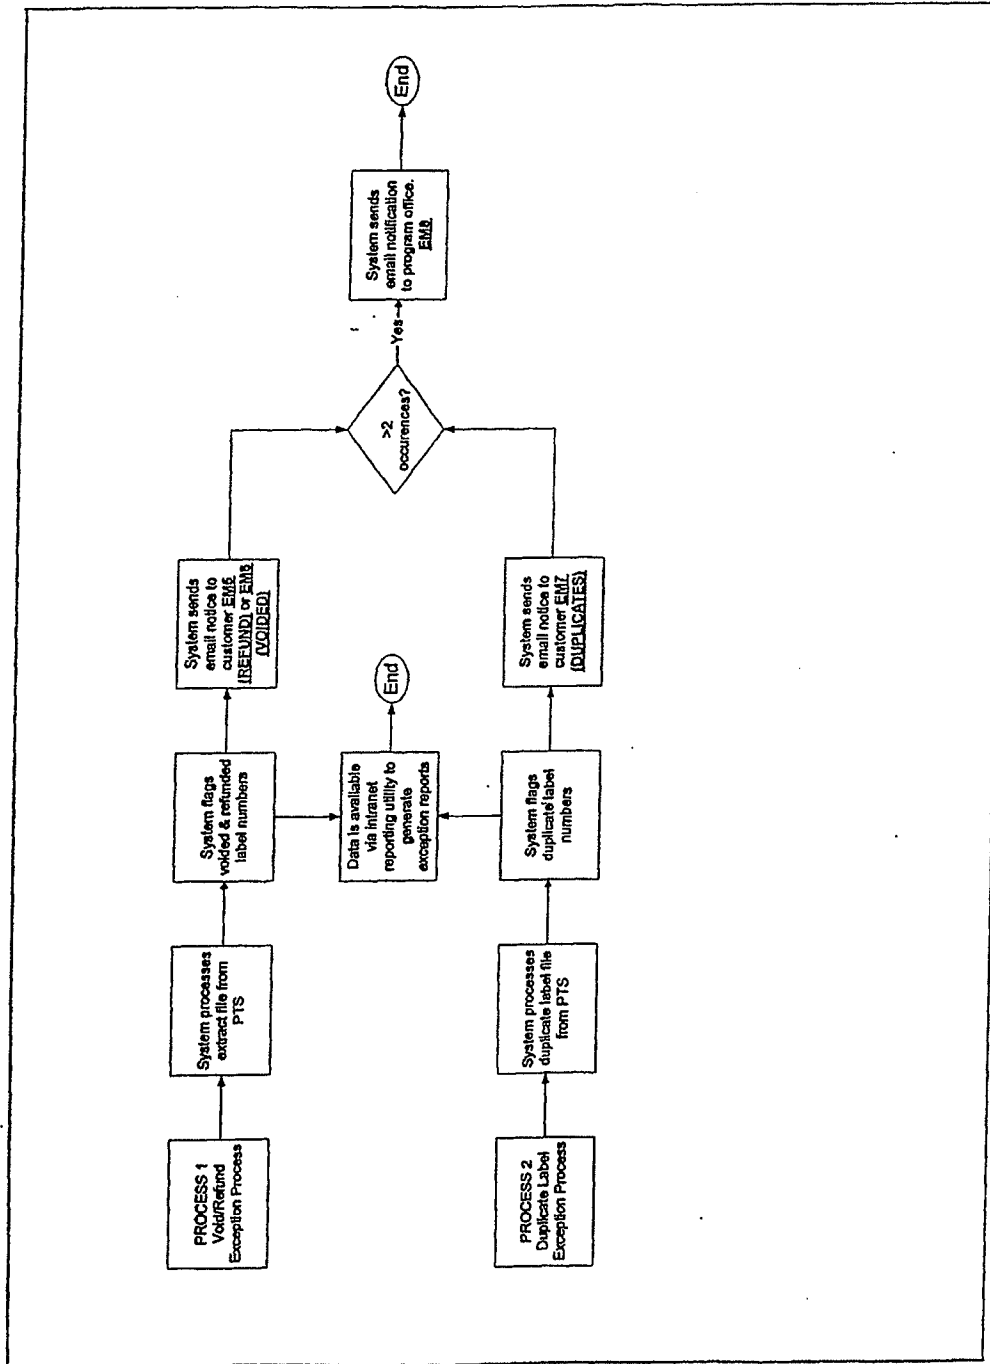 PROCESS 1
Void/Refund
Exception Process
System processes
extract file from
PTS
System flags
voided & refunded
label numbers
System sends
email notice to
customer EM5
(REFUND) or EM6
(VOIDED)
Data is available
via intranet
reporting utility to
generate
exception reports
End
>2
occurences?
Yes
System sends
email notification
to program office.
EM8
End
PROCESS 2
Duplicate Label
Exception Process
System processes
duplicate label file
from PTS
System flags
duplicate label
numbers
System sends
email notice to
customer EM7
(DUPLICATES)